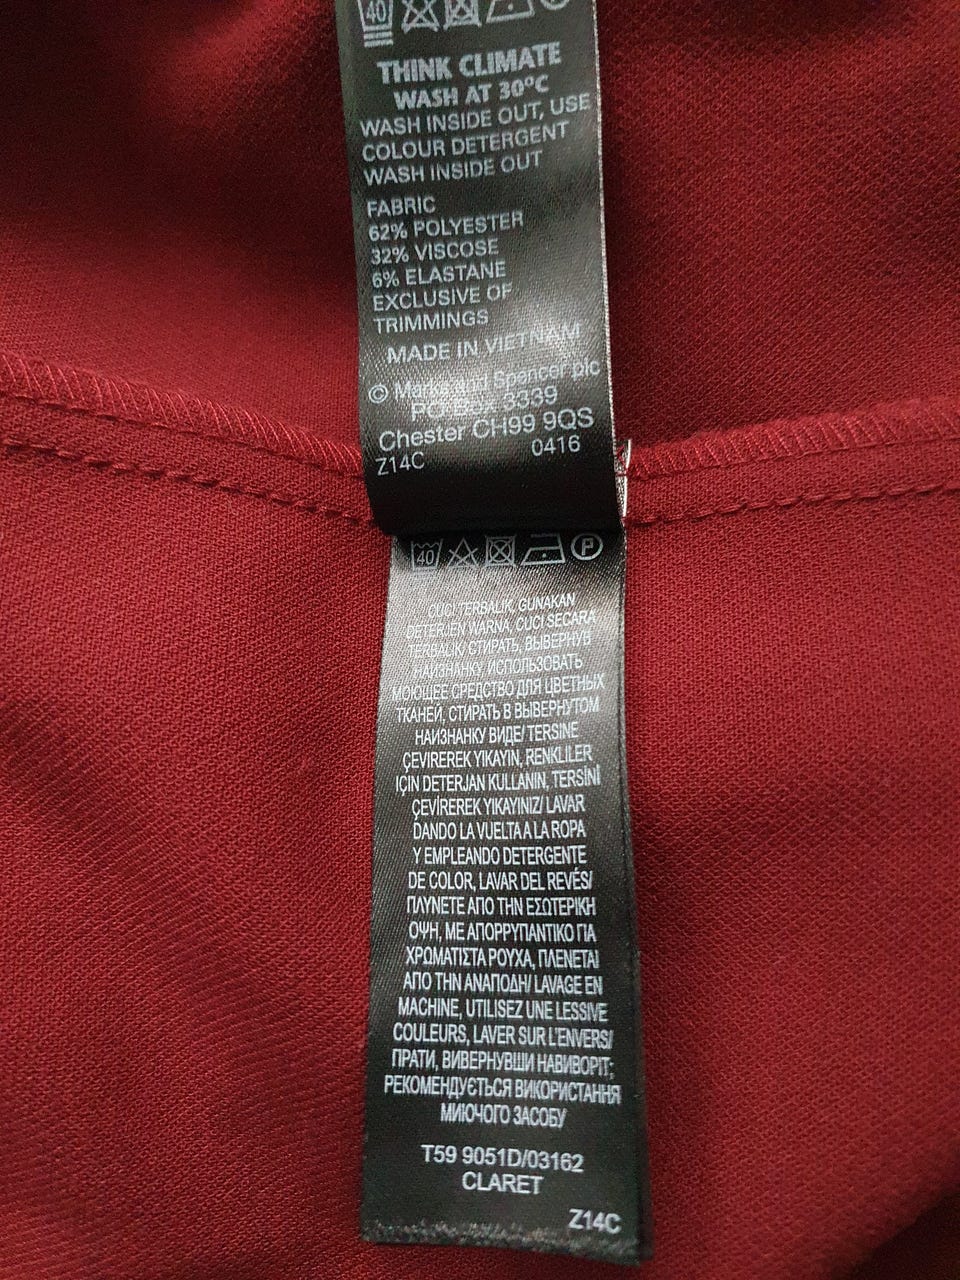 40
THINK CLIMATE
WASH AT 30°C
WASH INSIDE OUT, USE
COLOUR DETERGENT
WASH INSIDE OUT
FABRIC
62% POLYESTER
32% VISCOSE
6% ELASTANE
EXCLUSIVE OF
TRIMMINGS
MADE IN VIETNAM
© Marks and Spencer plc
PO Box 3339
Chester CH99 9QS
Z14C 0416
40 P
CUCI TERBALIK, GUNAKAN
DETERJEN WARNA, CUCI SECARA
TERBALIK/ СТИРАТЬ, ВЫВЕРНУВ
НАИЗНАНКУ, ИСПОЛЬЗОВАТЬ
МОЮЩЕЕ СРЕДСТВО ДЛЯ ЦВЕТНЫХ
ТКАНЕЙ, СТИРАТЬ В ВЫВЕРНУТОМ
НАИЗНАНКУ ВИДЕ/ TERSINE
ÇEVIREREK YIKAYIN, RENKLILER
IÇIN DETERJAN KULLANIN, TERSİNİ
ÇEVİREREK YIKAYINIZ/ LAVAR
DANDO LA VUELTA A LA ROPA
Y EMPLEANDO DETERGENTE
DE COLOR, LAVAR DEL REVÉS/
ΠΛΥΝΕΤΕ ΑΠΟ ΤΗΝ ΕΣΩΤΕΡΙΚΗ
ΟΨΗ, ΜΕ ΑΠΟΡΡΥΠΑΝΤΙΚΟ ΓΙΑ
ΧΡΩΜΑΤΙΣΤΑ ΡΟΥΧΑ, ΠΛΕΝΕΤΑΙ
ΑΠΟ ΤΗΝ ΑΝΑΠΟΔΗ/ LAVAGE EN
MACHINE, UTILISEZ UNE LESSIVE
COULEURS, LAVER SUR L'ENVERS/
ПРАТИ, ВИВЕРНУВШИ НАВИВОРІТ;
РЕКОМЕНДУЄТЬСЯ ВИКОРИСТАННЯ
МИЮЧОГО ЗАСОБУ
T59 9051D/03162
CLARET
Z14C